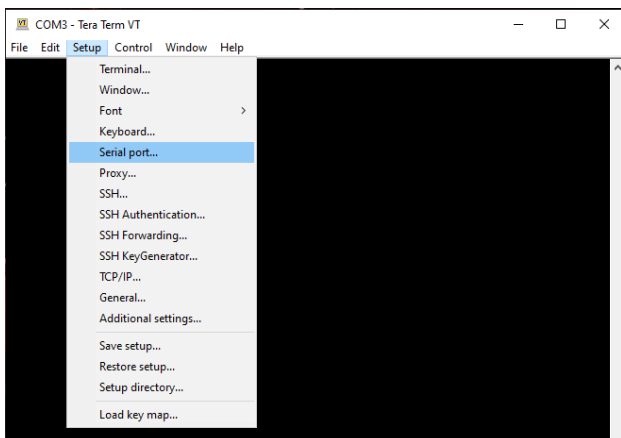 COM3 - Tera Term VT
File Edit Setup Control Window Help
Terminal...
Window...
Font
Keyboard...
Serial port...
Proxy...
SSH...
SSH Authentication...
SSH Forwarding...
SSH KeyGenerator...
TCP/IP...
General...
Additional settings...
Save setup...
Restore setup...
Setup directory...
Load key map...